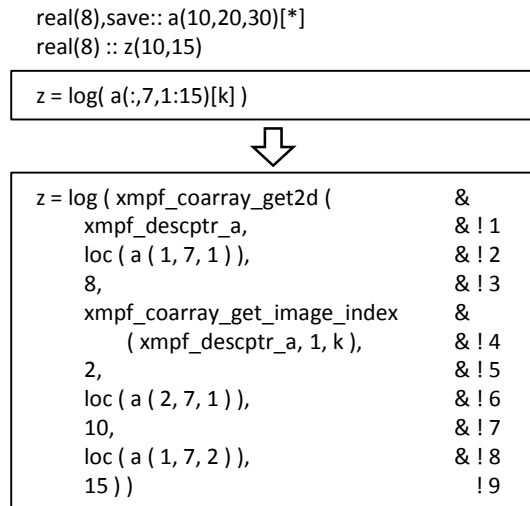 real(8),save:: a(10,20,30)[*]
real(8) :: z(10,15)
z = log( a(:,7,1:15)[k] )
z = log ( xmpf_coarray_get2d ( &
xmpf_descptr_a, & ! 1
loc ( a ( 1, 7, 1 ) ), & ! 2
8, & ! 3
xmpf_coarray_get_image_index &
( xmpf_descptr_a, 1, k ), & ! 4
2, & ! 5
loc ( a ( 2, 7, 1 ) ), & ! 6
10, & ! 7
loc ( a ( 1, 7, 2 ) ), & ! 8
15 ) ) ! 9